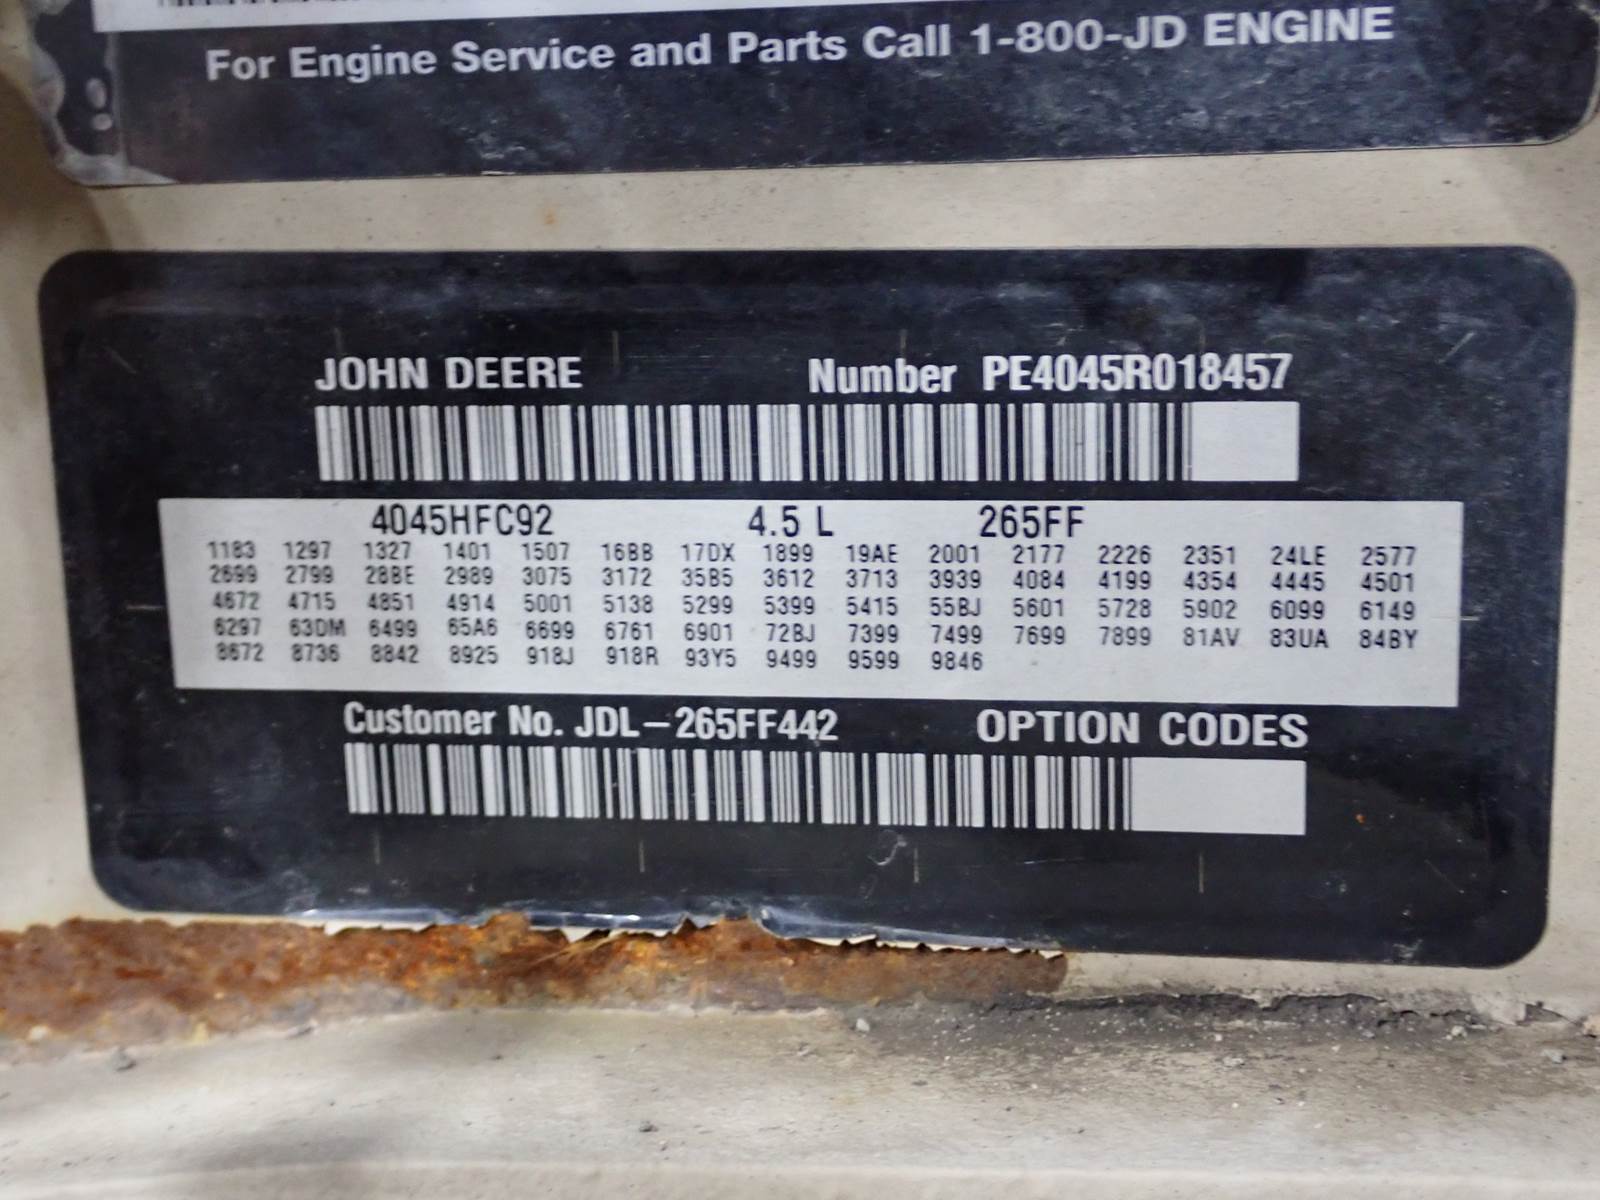 For Engine Service and Parts Call 1-800-JD ENGINE
JOHN DEERE Number PE4045R018457
4045HFC92 4.5 L 265FF
1183 1297 1327 1401 1507 16BB 17DX 1899 19AE 2001 2177 2226 2351 24LE 2577
2699 2799 28BE 2989 3075 3172 35B5 3612 3713 3939 4084 4199 4354 4445 4501
4672 4715 4851 4914 5001 5138 5299 5399 5415 55BJ 5601 5728 5902 6099 6149
6297 63DM 6499 65A6 6699 6761 6901 72BJ 7399 7499 7699 7899 81AV 83UA 84BY
8672 8736 8842 8925 918J 918R 93Y5 9499 9599 9846
Customer No. JDL-265FF442 OPTION CODES